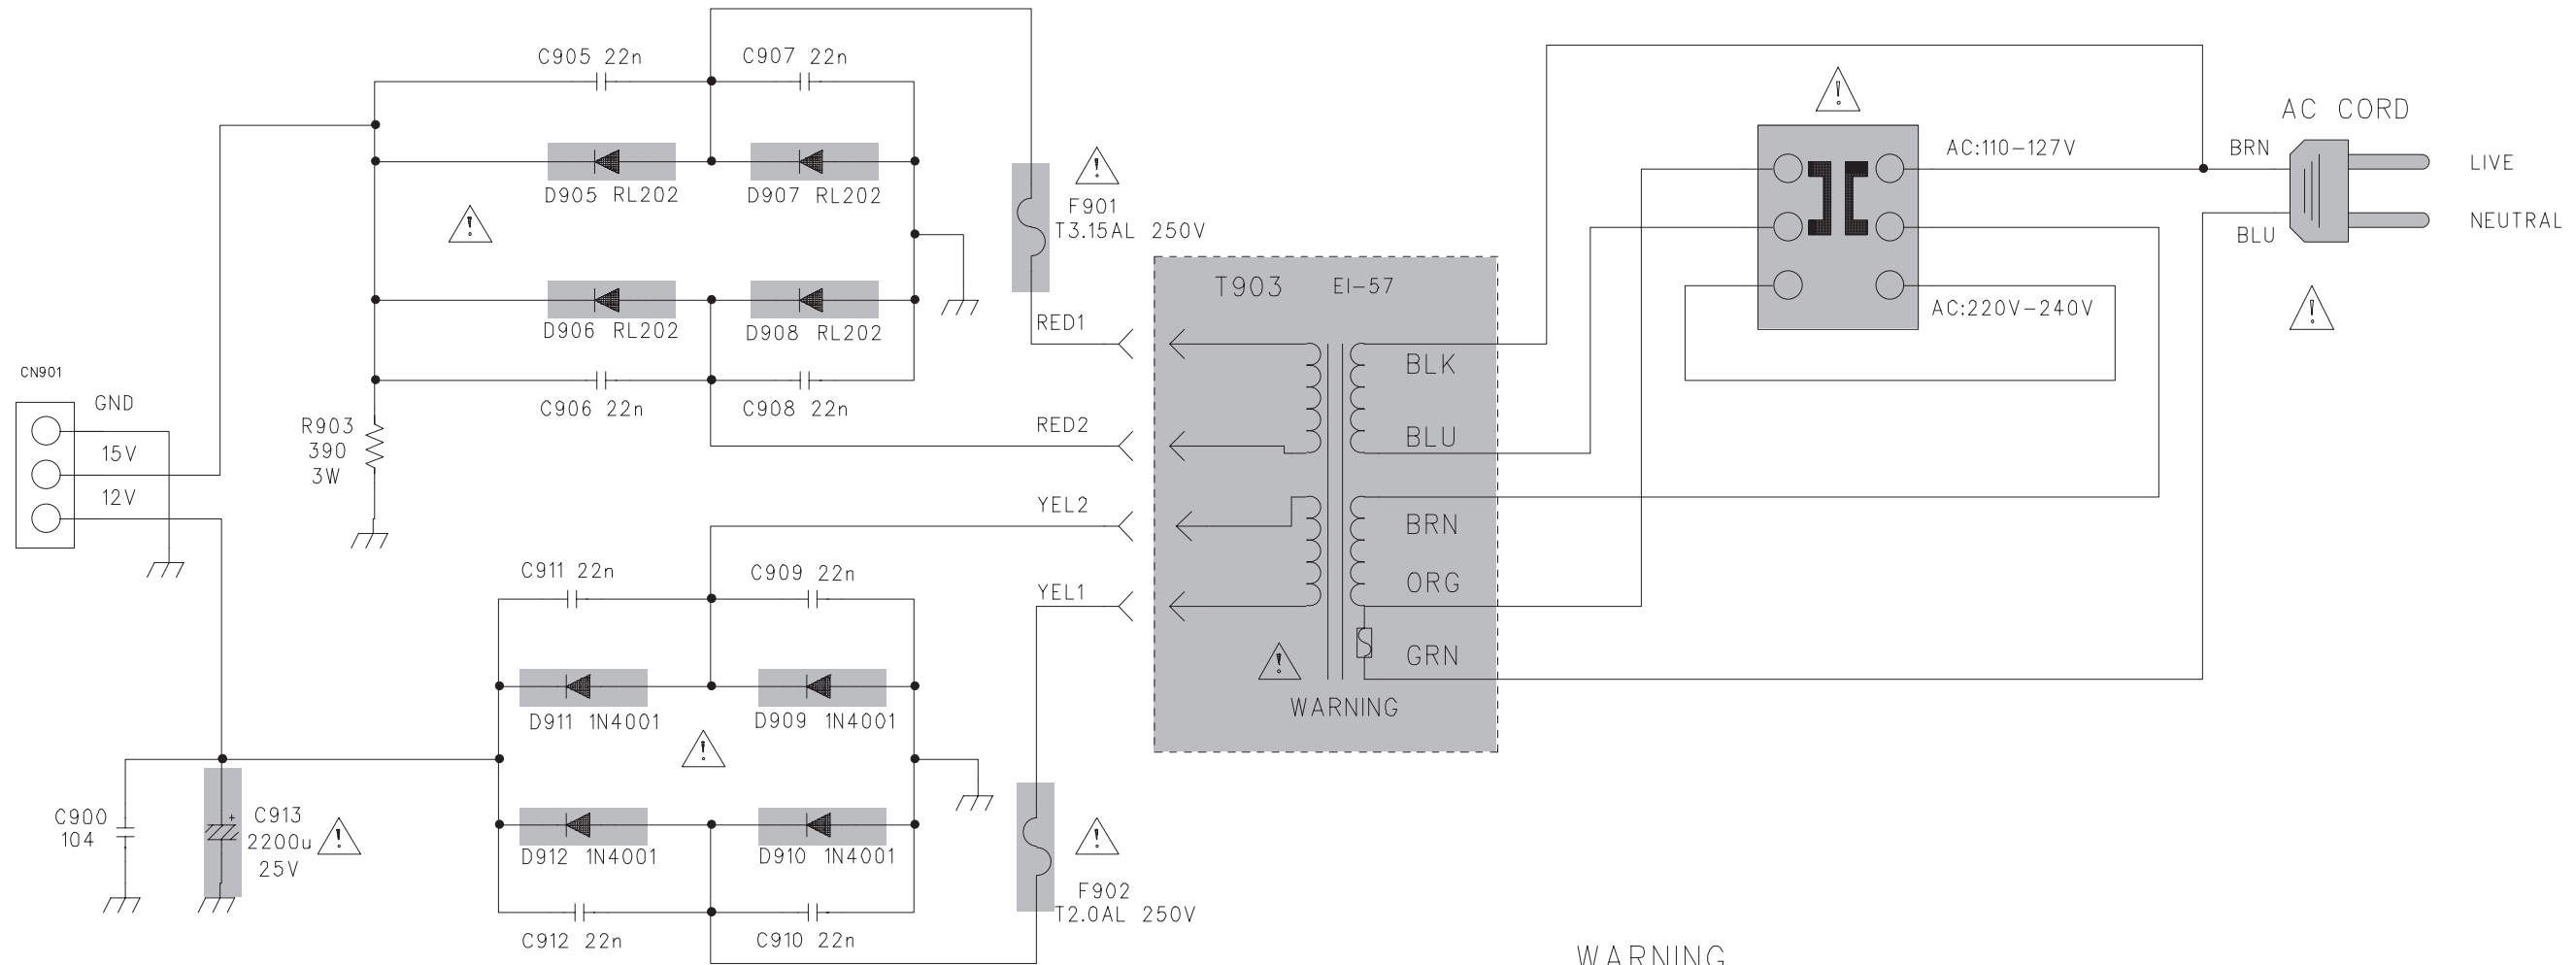 C905 22n
C907 22n
D905 RL202
D907 RL202
D906 RL202
D908 RL202
C906 22n
C908 22n
R903
390
3W
CN901
GND
15V
12V
F901
T3.15AL 250V
RED1
RED2
YEL2
YEL1
T903 EI-57
BLK
BLU
BRN
ORG
GRN
!
WARNING
AC:110-127V
AC:220V-240V
AC CORD
BRN
BLU
LIVE
NEUTRAL
!
!
!
!
C911 22n
C909 22n
D911 1N4001
D909 1N4001
!
D912 1N4001
D910 1N4001
C912 22n
C910 22n
C900
104
+
C913
2200u
25V
!
!
F902
T2.0AL 250V
WARNING